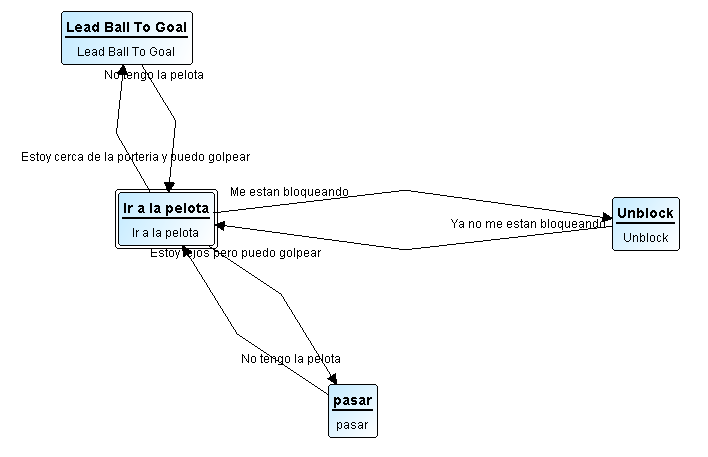 Lead Ball To Goal
Lead Ball To Goal
No tengo la pelota
Estoy cerca de la porteria y puedo golpear
Ir a la pelota
Ir a la pelota
Me estan bloqueando
Unblock
Unblock
Ya no me estan bloqueando
Estoy lejos pero puedo golpear
No tengo la pelota
pasar
pasar